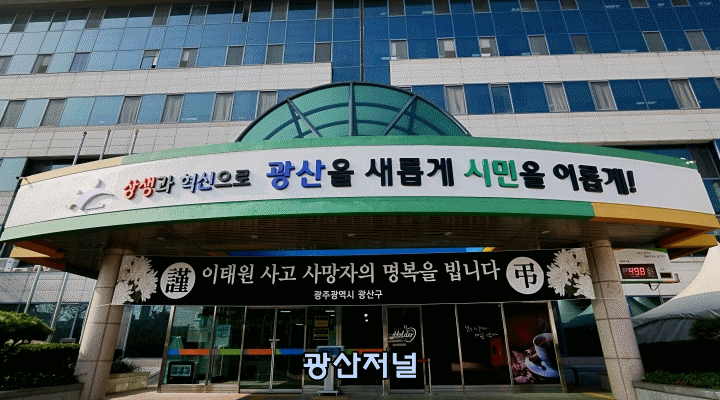 상생과 혁신으로 광산을 새롭게 시민을 이롭게!
謹 이태원 사고 사망자의 명복을 빕니다 弔
광주광역시 광산구
498
Holder
광산저널